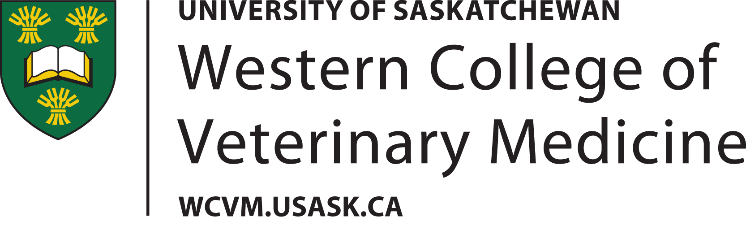 UNIVERSITY OF SASKATCHEWAN
Western College of
Veterinary Medicine
WCVM.USASK.CA